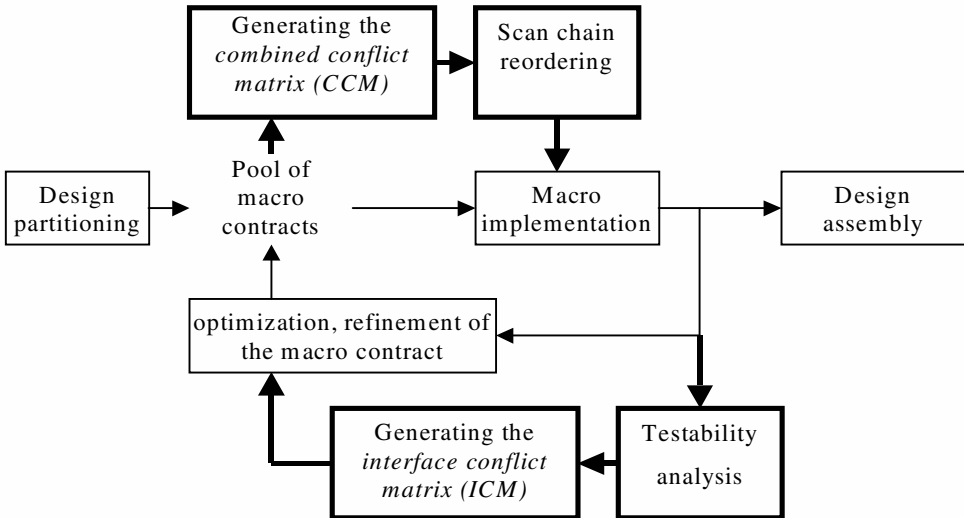 Generating the
combined conflict
matrix (CCM)
Scan chain
reordering
Design
partitioning
Pool of
macro
contracts
Macro
implementation
Design
assembly
optimization, refinement of
the macro contract
Generating the
interface conflict
matrix (ICM)
Testability
analysis